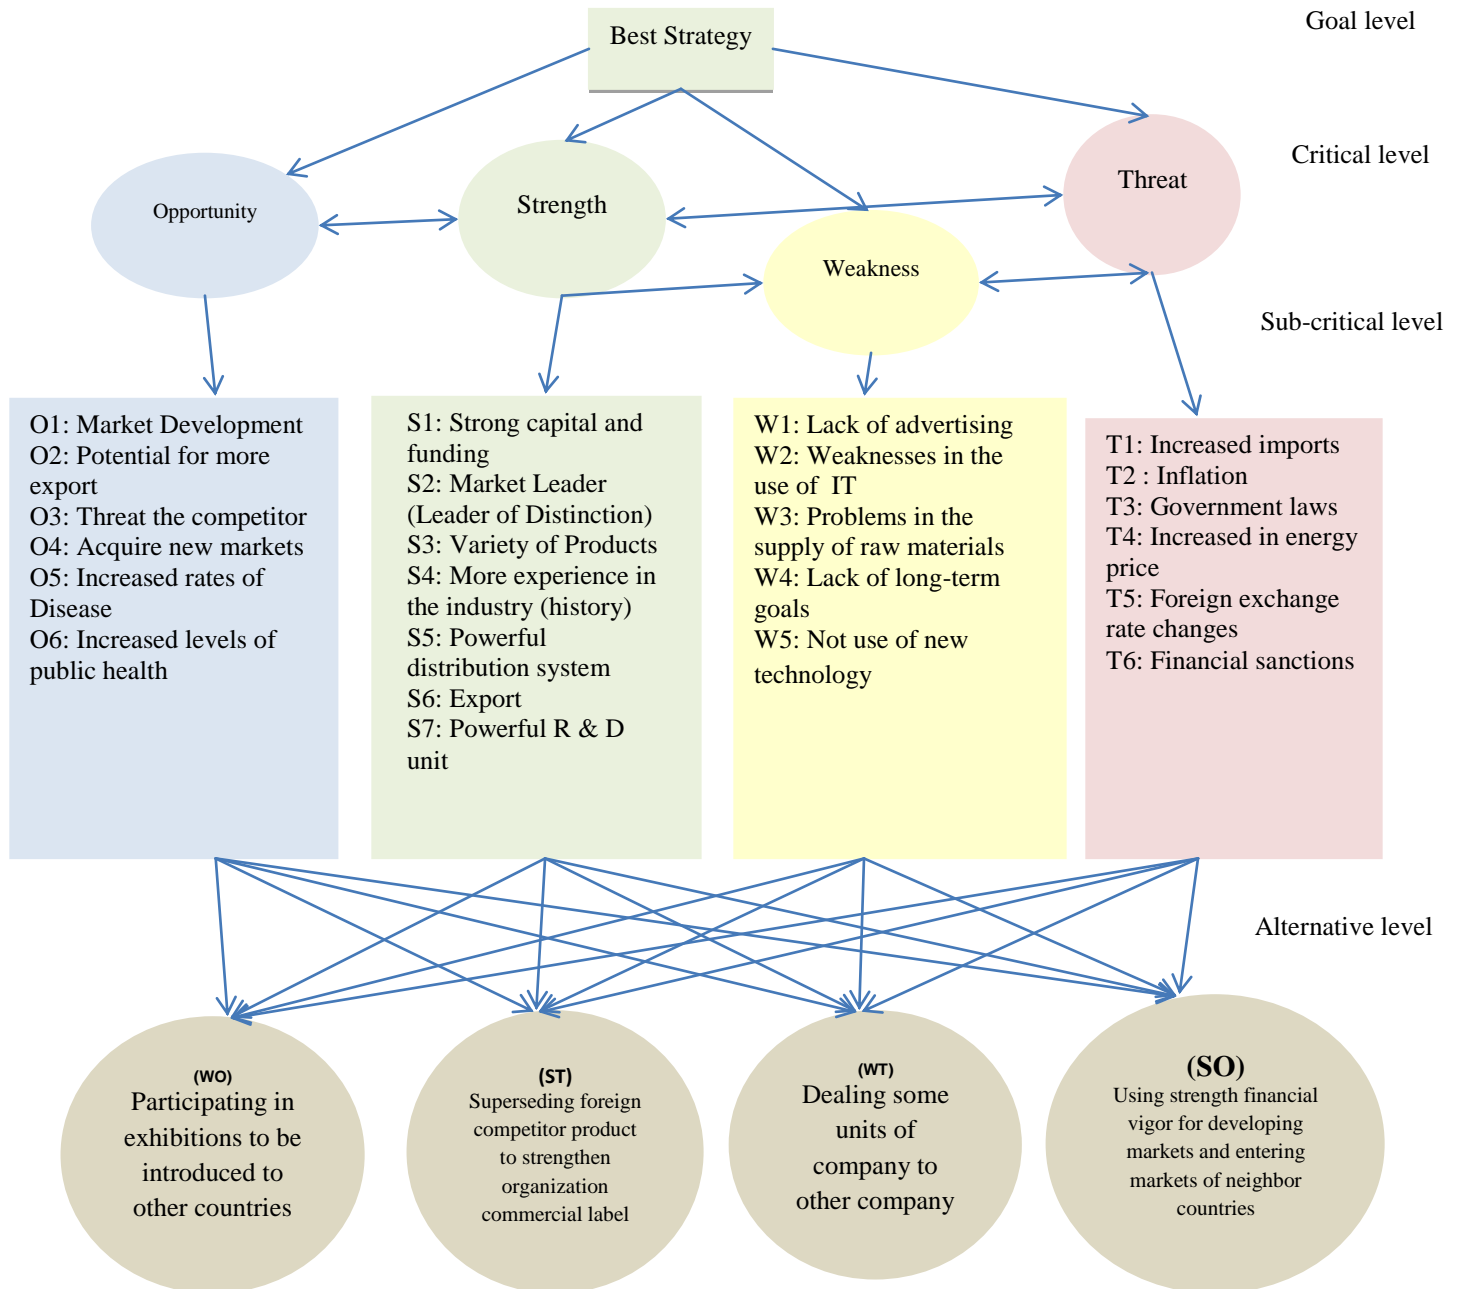 Goal level
Best Strategy
Critical level
Opportunity
Strength
Weakness
Threat
Sub-critical level
O1: Market Development
O2: Potential for more
export
O3: Threat the competitor
O4: Acquire new markets
O5: Increased rates of
Disease
O6: Increased levels of
public health
S1: Strong capital and
funding
S2: Market Leader
(Leader of Distinction)
S3: Variety of Products
S4: More experience in
the industry (history)
S5: Powerful
distribution system
S6: Export
S7: Powerful R & D
unit
W1: Lack of advertising
W2: Weaknesses in the
use of  IT
W3: Problems in the
supply of raw materials
W4: Lack of long-term
goals
W5: Not use of new
technology
T1: Increased imports
T2 : Inflation
T3: Government laws
T4: Increased in energy
price
T5: Foreign exchange
rate changes
T6: Financial sanctions
Alternative level
(WO)
Participating in
exhibitions to be
introduced to
other countries
(ST)
Superseding foreign
competitor product
to strengthen
organization
commercial label
(WT)
Dealing some
units of
company to
other company
(SO)
Using strength financial
vigor for developing
markets and entering
markets of neighbor
countries